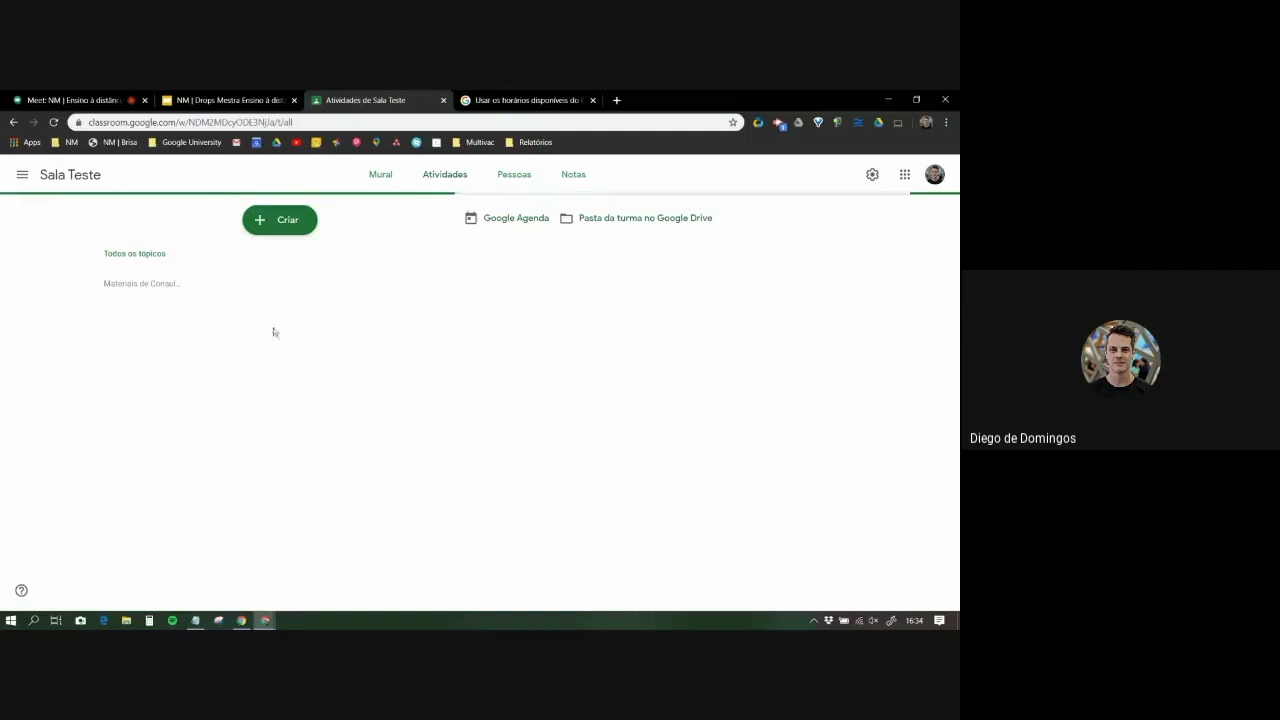 Meet: NM | Ensino à distânc
NM | Drops Mestra Ensino à dist
Atividades de Sala Teste
Usar os horários disponíveis do
classroom.google.com/w/NDM2MDcyODE3NjJa/t/all
Apps
NM
NM | Brisa
Google University
Multivac
Relatórios
Sala Teste
Mural
Atividades
Pessoas
Notas
Criar
Google Agenda
Pasta da turma no Google Drive
Todos os tópicos
Materiais de Consul...
Diego de Domingos
16:34